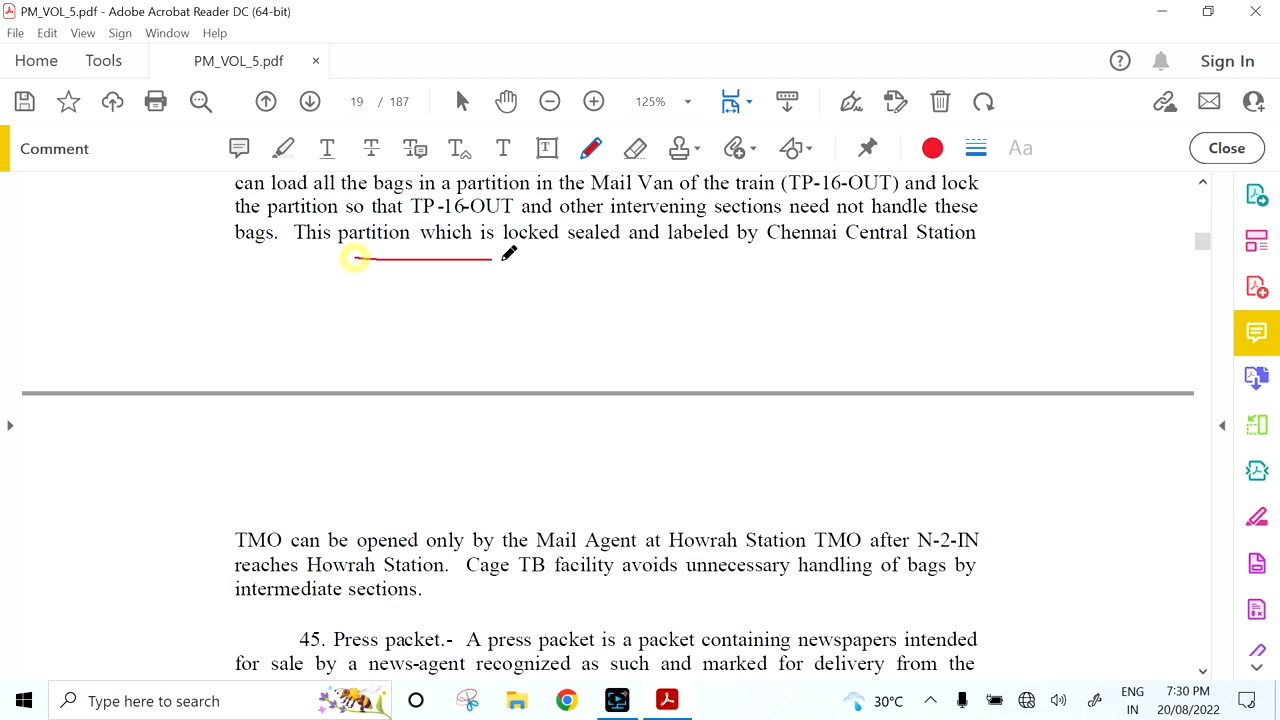 PM_VOL_5.pdf - Adobe Acrobat Reader DC (64-bit)
File Edit View Sign Window Help
Home Tools PM_VOL_5.pdf × Sign In
19 / 187 125%
Comment Close
can load all the bags in a partition in the Mail Van of the train (TP-16-OUT) and lock
the partition so that TP-16-OUT and other intervening sections need not handle these
bags. This partition which is locked sealed and labeled by Chennai Central Station
TMO can be opened only by the Mail Agent at Howrah Station TMO after N-2-IN
reaches Howrah Station. Cage TB facility avoids unnecessary handling of bags by
intermediate sections.
45. Press packet.- A press packet is a packet containing newspapers intended
for sale by a news-agent recognized as such and marked for delivery from the
Type here to search 30°C ENG IN 7:30 PM 20/08/2022